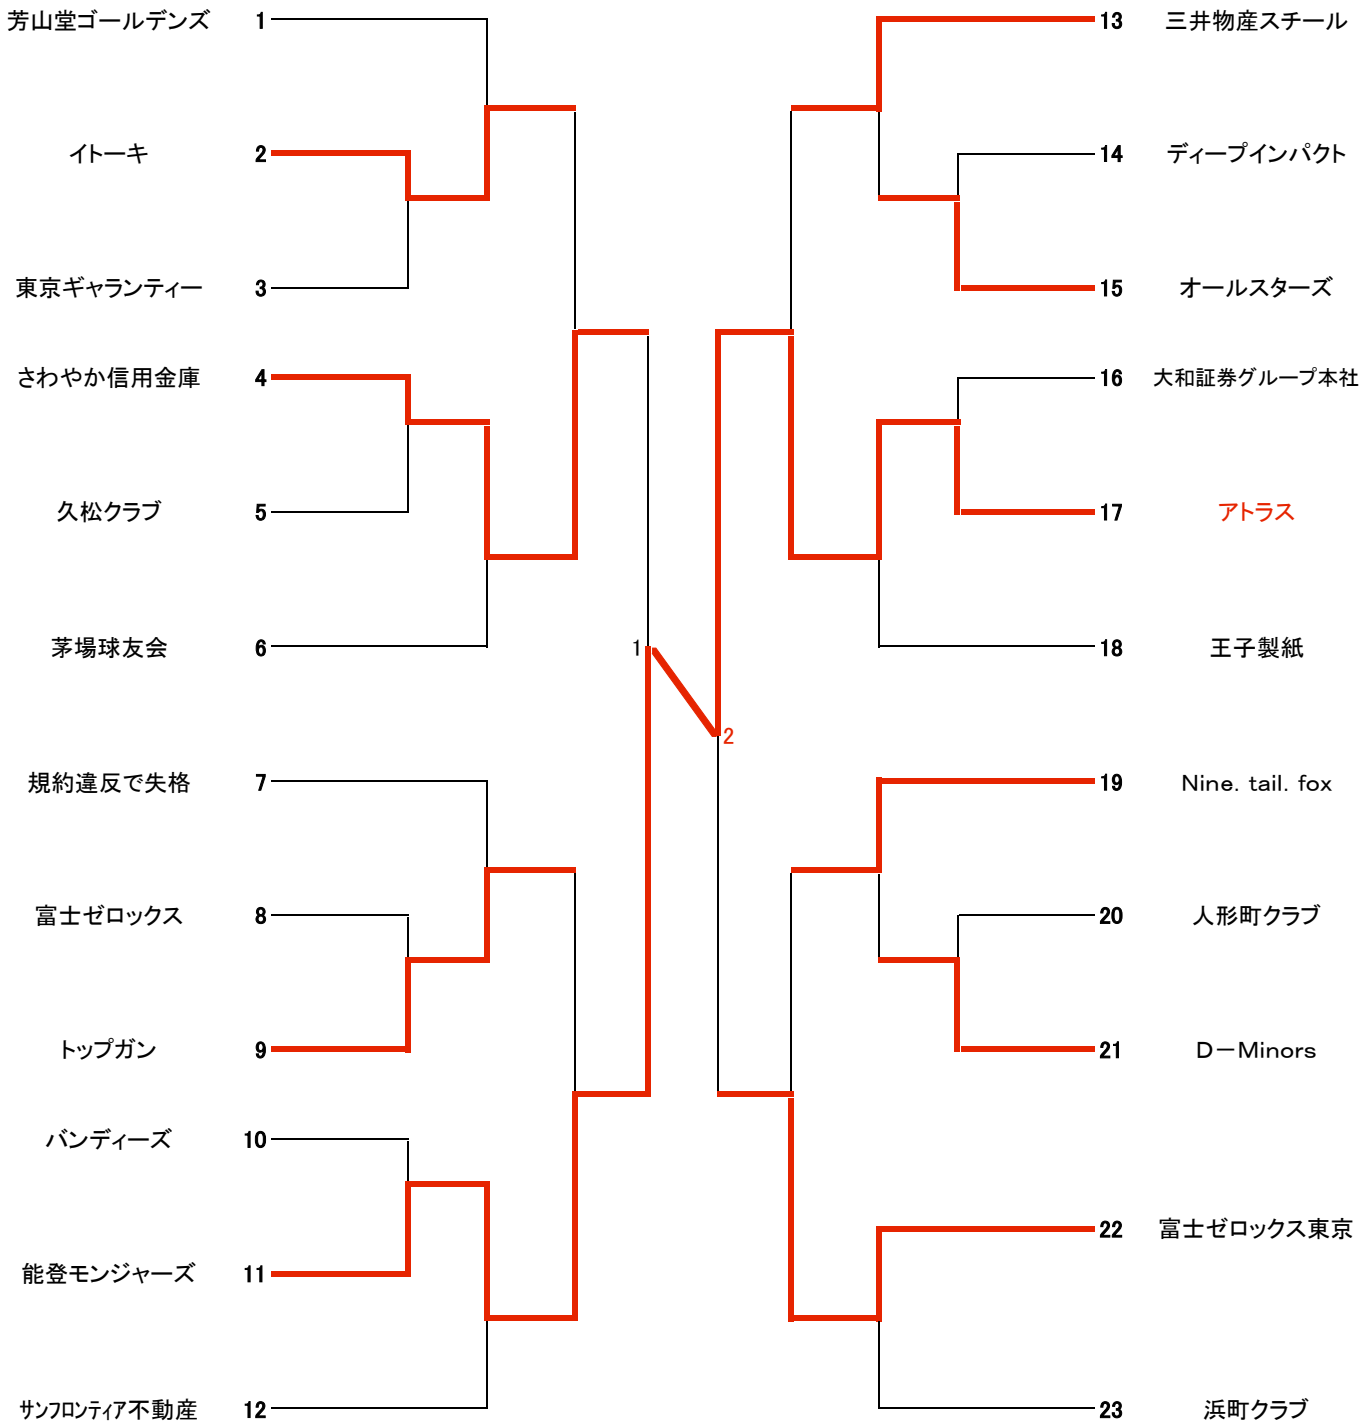 芳山堂ゴールデンズ 1
イトーキ 2
東京ギャランティー 3
さわやか信用金庫 4
久松クラブ 5
茅場球友会 6
規約違反で失格 7
富士ゼロックス 8
トップガン 9
バンディーズ 10
能登モンジャーズ 11
サンフロンティア不動産 12
1
2
13 三井物産スチール
14 ディープインパクト
15 オールスターズ
16 大和証券グループ本社
17 アトラス
18 王子製紙
19 Nine. tail. fox
20 人形町クラブ
21 D－Minors
22 富士ゼロックス東京
23 浜町クラブ